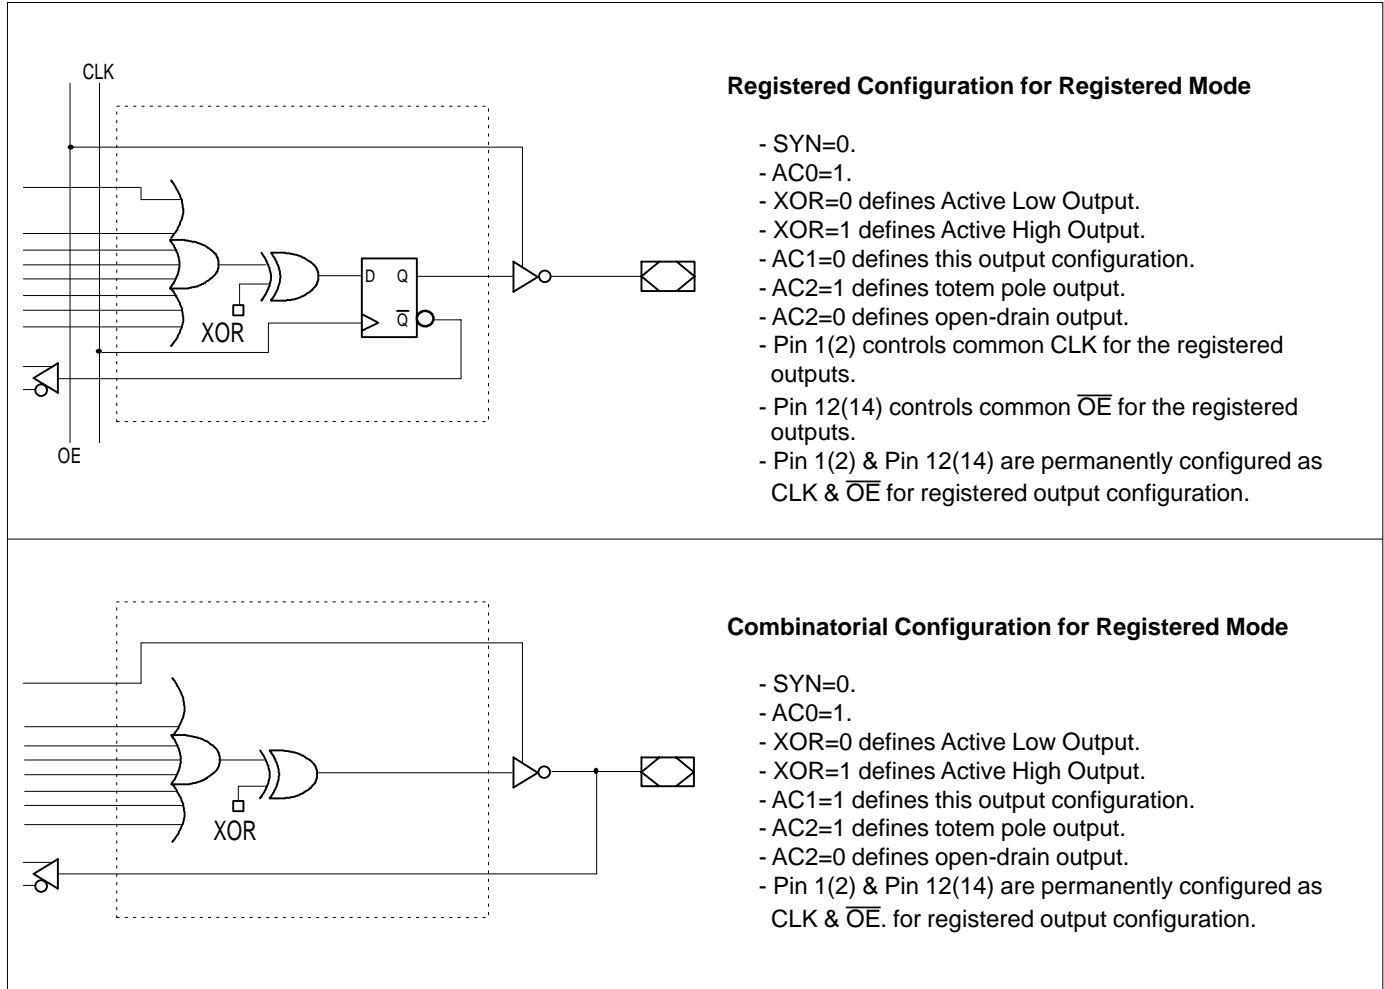 CLK
D Q
Q̅
XOR
OE
Registered Configuration for Registered Mode
- SYN=0.
- AC0=1.
- XOR=0 defines Active Low Output.
- XOR=1 defines Active High Output.
- AC1=0 defines this output configuration.
- AC2=1 defines totem pole output.
- AC2=0 defines open-drain output.
- Pin 1(2) controls common CLK for the registered
outputs.
- Pin 12(14) controls common O̅E̅ for the registered
outputs.
- Pin 1(2) & Pin 12(14) are permanently configured as
CLK & O̅E̅ for registered output configuration.
XOR
Combinatorial Configuration for Registered Mode
- SYN=0.
- AC0=1.
- XOR=0 defines Active Low Output.
- XOR=1 defines Active High Output.
- AC1=1 defines this output configuration.
- AC2=1 defines totem pole output.
- AC2=0 defines open-drain output.
- Pin 1(2) & Pin 12(14) are permanently configured as
CLK & O̅E̅. for registered output configuration.